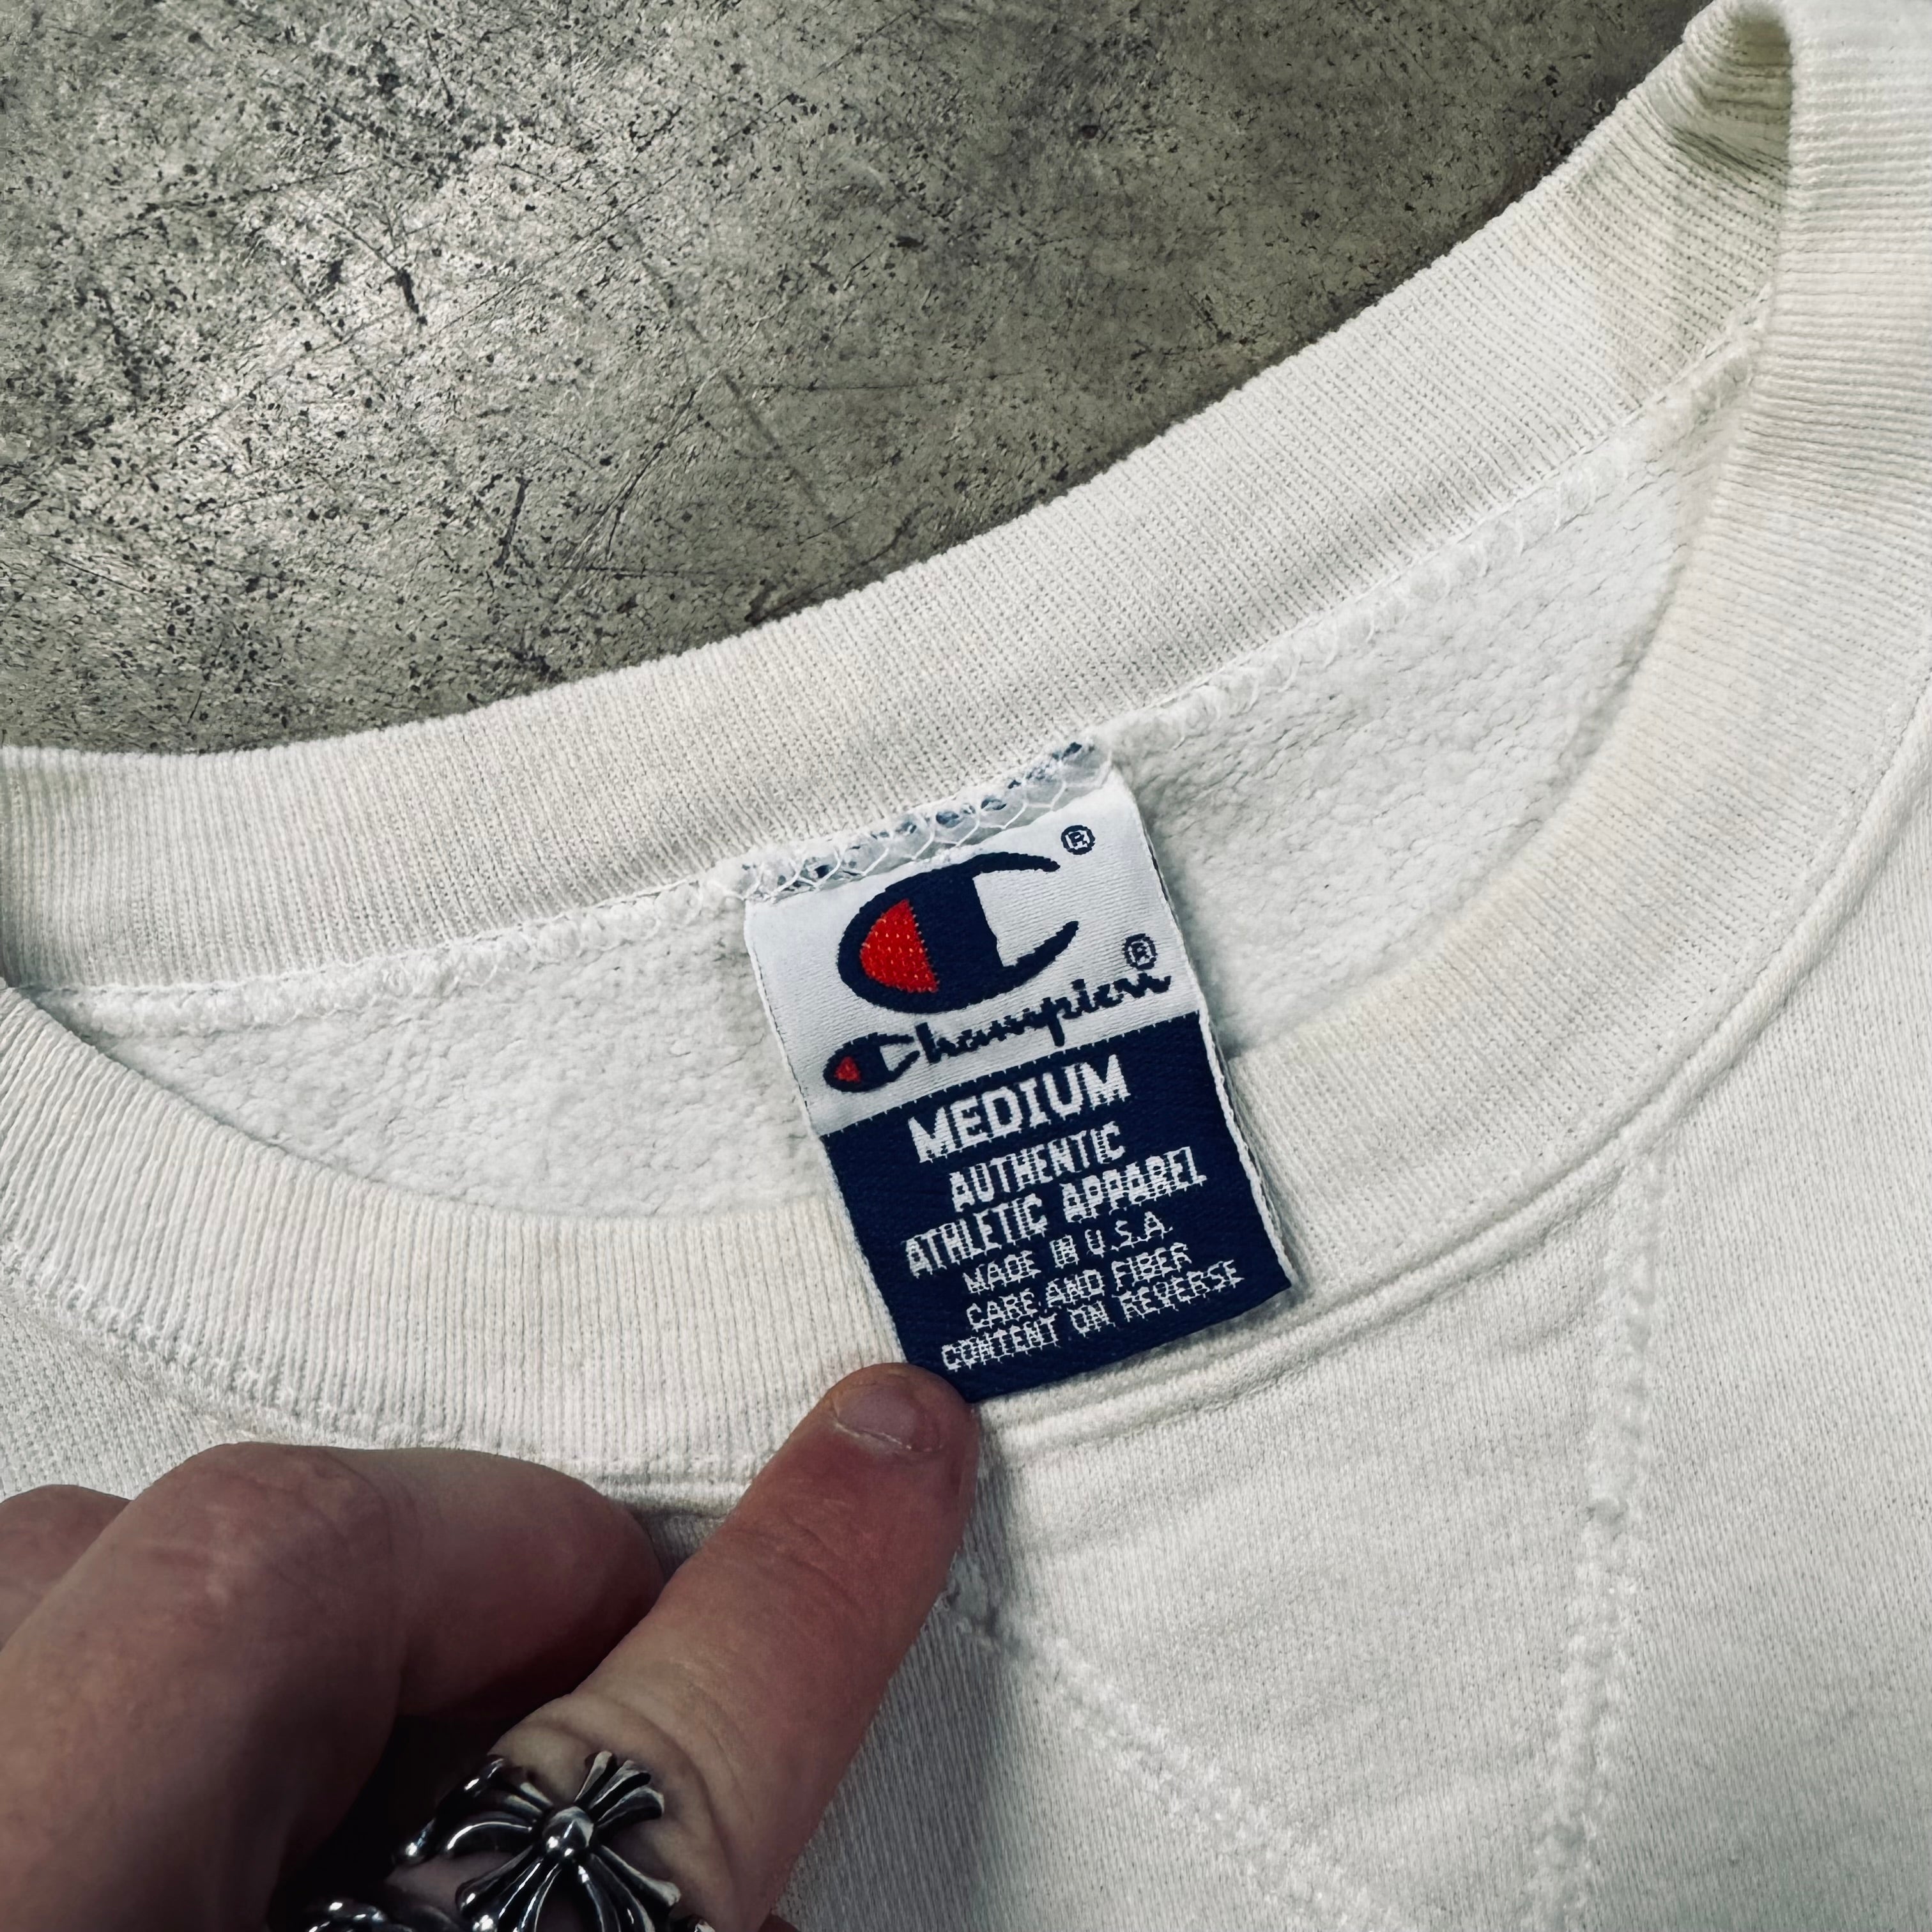 ®
Champion®
MEDIUM
AUTHENTIC
ATHLETIC APPAREL
MADE IN U.S.A.
CARE AND FIBER
CONTENT ON REVERSE